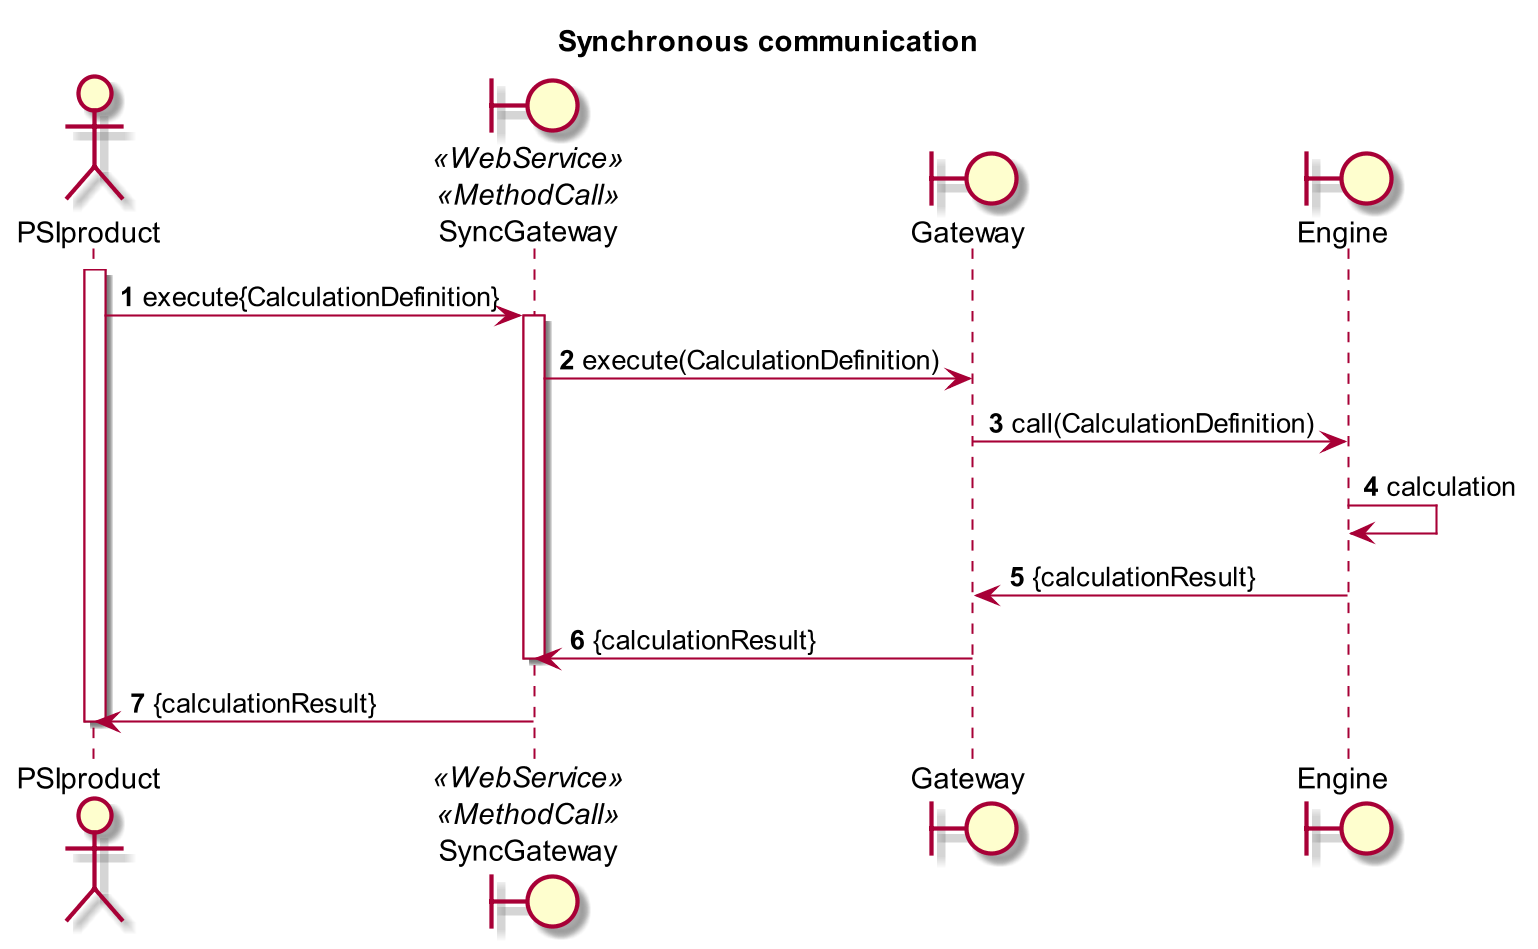 Synchronous communication
«WebService»
«MethodCall»
PSIproduct
SyncGateway
Gateway
Engine
1 execute{CalculationDefinition}
2 execute(CalculationDefinition)
3 call(CalculationDefinition)
4 calculation
5 {calculationResult}
6 {calculationResult}
7 {calculationResult}
PSIproduct
«WebService»
Gateway
Engine
«MethodCall»
SyncGateway